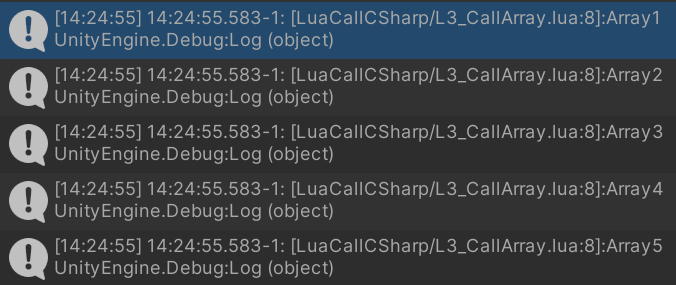 [14:24:55] 14:24:55.583-1: [LuaCallCSharp/L3_CallArray.lua:8]:Array1
UnityEngine.Debug:Log (object)
[14:24:55] 14:24:55.583-1: [LuaCallCSharp/L3_CallArray.lua:8]:Array2
UnityEngine.Debug:Log (object)
[14:24:55] 14:24:55.583-1: [LuaCallCSharp/L3_CallArray.lua:8]:Array3
UnityEngine.Debug:Log (object)
[14:24:55] 14:24:55.583-1: [LuaCallCSharp/L3_CallArray.lua:8]:Array4
UnityEngine.Debug:Log (object)
[14:24:55] 14:24:55.583-1: [LuaCallCSharp/L3_CallArray.lua:8]:Array5
UnityEngine.Debug:Log (object)